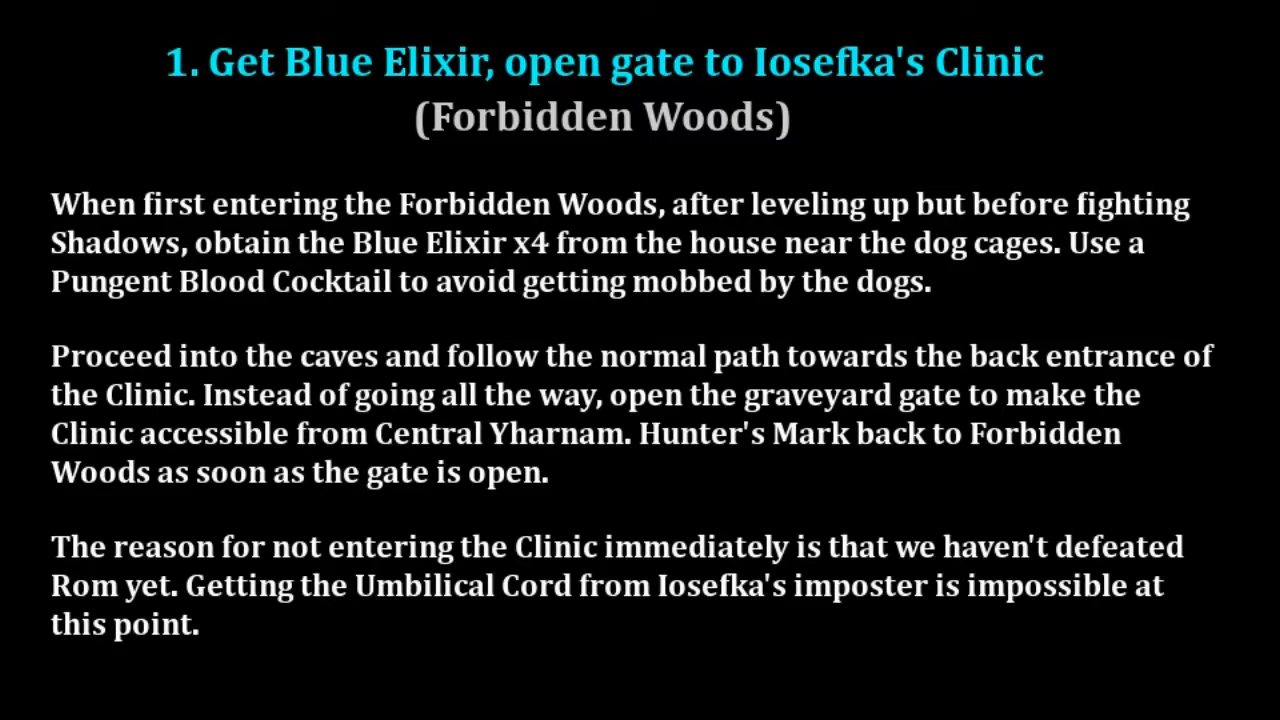 1. Get Blue Elixir, open gate to Iosefka's Clinic
(Forbidden Woods)
When first entering the Forbidden Woods, after leveling up but before fighting
Shadows, obtain the Blue Elixir x4 from the house near the dog cages. Use a
Pungent Blood Cocktail to avoid getting mobbed by the dogs.
Proceed into the caves and follow the normal path towards the back entrance of
the Clinic. Instead of going all the way, open the graveyard gate to make the
Clinic accessible from Central Yharnam. Hunter's Mark back to Forbidden
Woods as soon as the gate is open.
The reason for not entering the Clinic immediately is that we haven't defeated
Rom yet. Getting the Umbilical Cord from Iosefka's imposter is impossible at
this point.